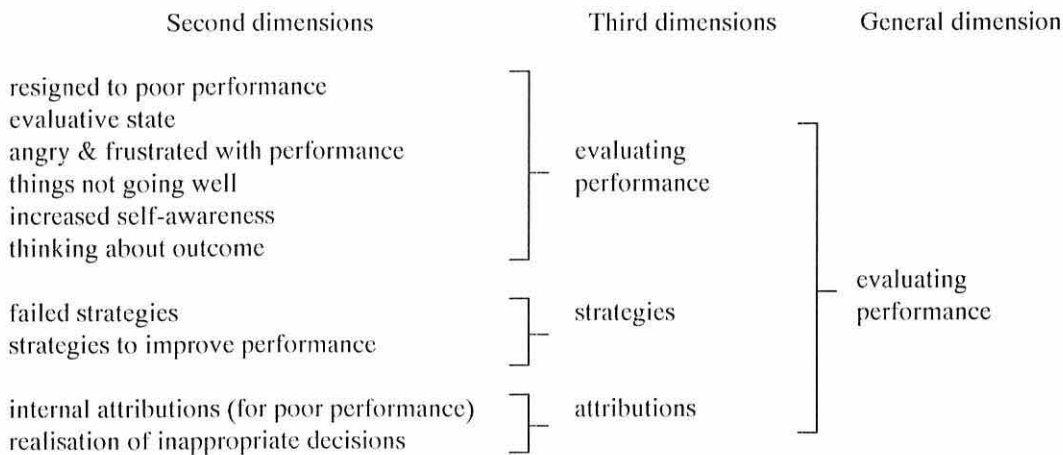 Second dimensions Third dimensions General dimension
resigned to poor performance
evaluative state
angry & frustrated with performance
things not going well
increased self-awareness
thinking about outcome
evaluating
performance
failed strategies
strategies to improve performance
strategies
internal attributions (for poor performance)
realisation of inappropriate decisions
attributions
evaluating
performance